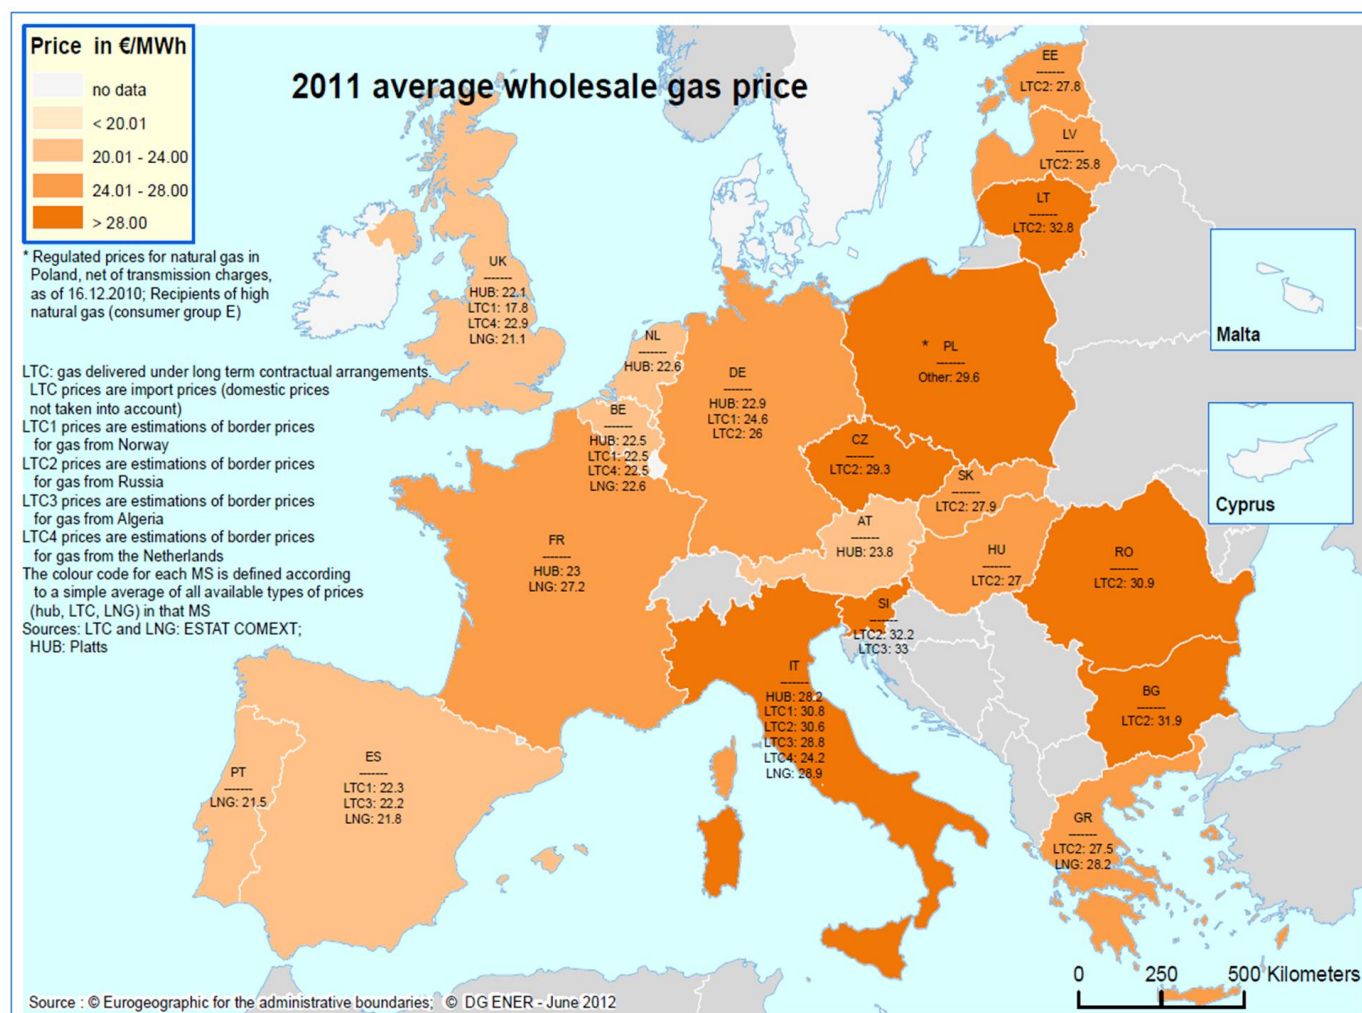 Price in €/MWh
no data
< 20.01
20.01 - 24.00
24.01 - 28.00
> 28.00
2011 average wholesale gas price
* Regulated prices for natural gas in
Poland, net of transmission charges,
as of 16.12.2010; Recipients of high
natural gas (consumer group E)
LTC: gas delivered under long term contractual arrangements.
LTC prices are import prices (domestic prices
not taken into account)
LTC1 prices are estimations of border prices
for gas from Norway
LTC2 prices are estimations of border prices
for gas from Russia
LTC3 prices are estimations of border prices
for gas from Algeria
LTC4 prices are estimations of border prices
for gas from the Netherlands
The colour code for each MS is defined according
to a simple average of all available types of prices
(hub, LTC, LNG) in that MS
Sources: LTC and LNG: ESTAT COMEXT;
HUB: Platts
EE
-------
LTC2: 27.8
LV
-------
LTC2: 25.8
LT
-------
LTC2: 32.8
UK
-------
HUB: 22.1
LTC1: 17.8
LTC4: 22.9
LNG: 21.1
NL
-------
HUB: 22.6
BE
-------
HUB: 22.5
LTC1: 22.5
LTC4: 22.5
LNG: 22.6
DE
-------
HUB: 22.9
LTC1: 24.6
LTC2: 26
* PL
-------
Other: 29.6
CZ
-------
LTC2: 29.3
SK
-------
LTC2: 27.9
AT
-------
HUB: 23.8
HU
-------
LTC2: 27
RO
-------
LTC2: 30.9
FR
-------
HUB: 23
LNG: 27.2
SI
-------
LTC2: 32.2
LTC3: 33
IT
-------
HUB: 28.2
LTC1: 30.8
LTC2: 30.6
LTC3: 28.8
LTC4: 24.2
LNG: 28.9
BG
-------
LTC2: 31.9
PT
-------
LNG: 21.5
ES
-------
LTC1: 22.3
LTC3: 22.2
LNG: 21.8
GR
-------
LTC2: 27.5
LNG: 28.2
Malta
Cyprus
0 250 500 Kilometers
Source : © Eurogeographic for the administrative boundaries; © DG ENER - June 2012